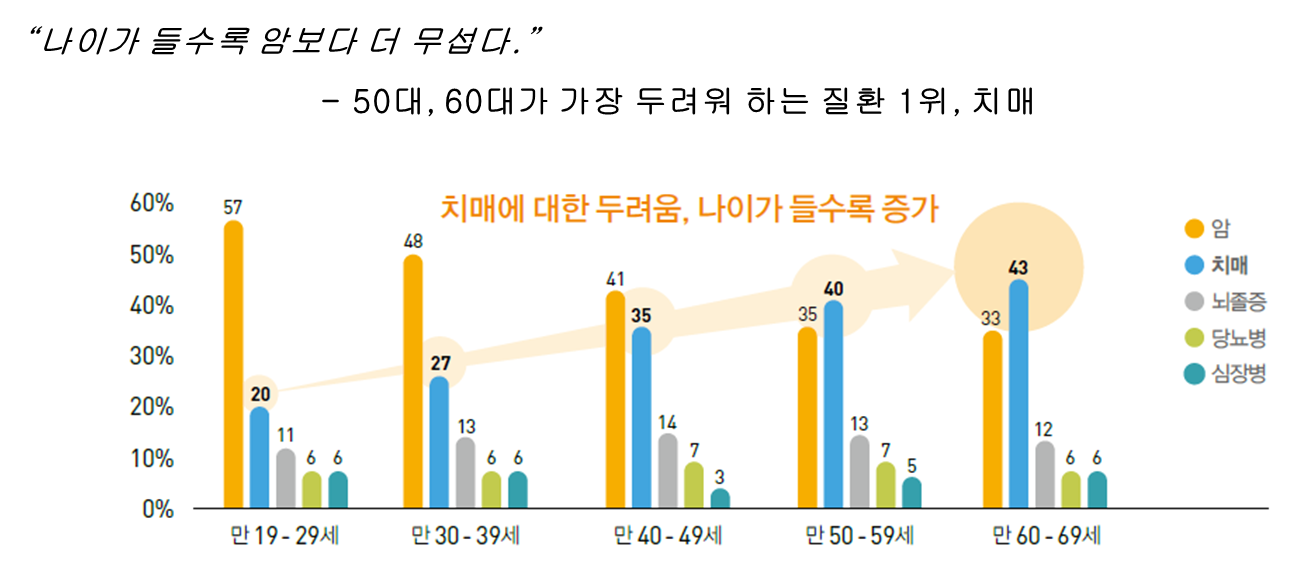 “나이가 들수록 암보다 더 무섭다.”
- 50대, 60대가 가장 두려워 하는 질환 1위, 치매
치매에 대한 두려움, 나이가 들수록 증가
60%
50%
40%
30%
20%
10%
0%
57
20
11
6
6
48
27
13
6
6
41
35
14
7
3
35
40
13
7
5
33
43
12
6
6
암
치매
뇌졸증
당뇨병
심장병
만 19 - 29세
만 30 - 39세
만 40 - 49세
만 50 - 59세
만 60 - 69세